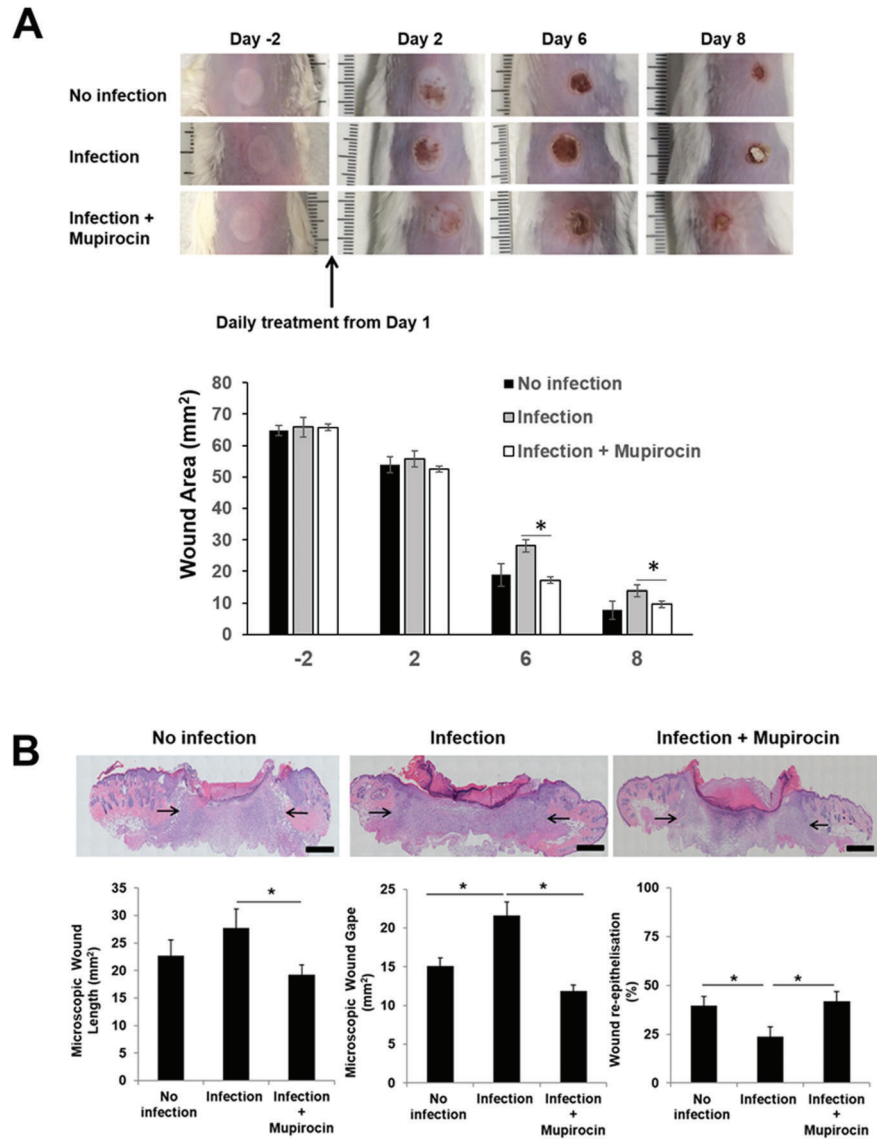 A
Day -2 Day 2 Day 6 Day 8
No infection
Infection
Infection +
Mupirocin
Daily treatment from Day 1
No infection
Infection
Infection + Mupirocin
Wound Area (mm²)
80
70
60
50
40
30
20
10
0
* *
-2 2 6 8
B
No infection Infection Infection + Mupirocin
Microscopic Wound
Length (mm²)
35
30
25
20
15
10
5
0
*
No
infection
Infection
Infection
+
Mupirocin
Microscopic Wound Gape
(mm²)
25
20
15
10
5
0
* *
No
infection
Infection
Infection
+
Mupirocin
Wound re-epithelisation
(%)
100
75
50
25
0
* *
No
infection
Infection
Infection
+
Mupirocin